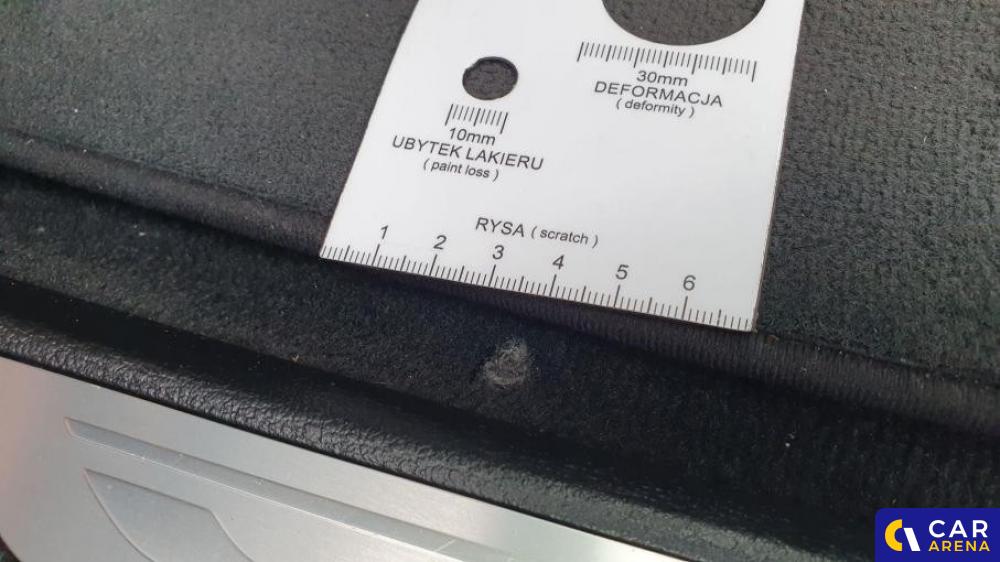 30mm
DEFORMACJA
( deformity )
10mm
UBYTEK LAKIERU
( paint loss )
RYSA ( scratch )
1 2 3 4 5 6
CAR
ARENA